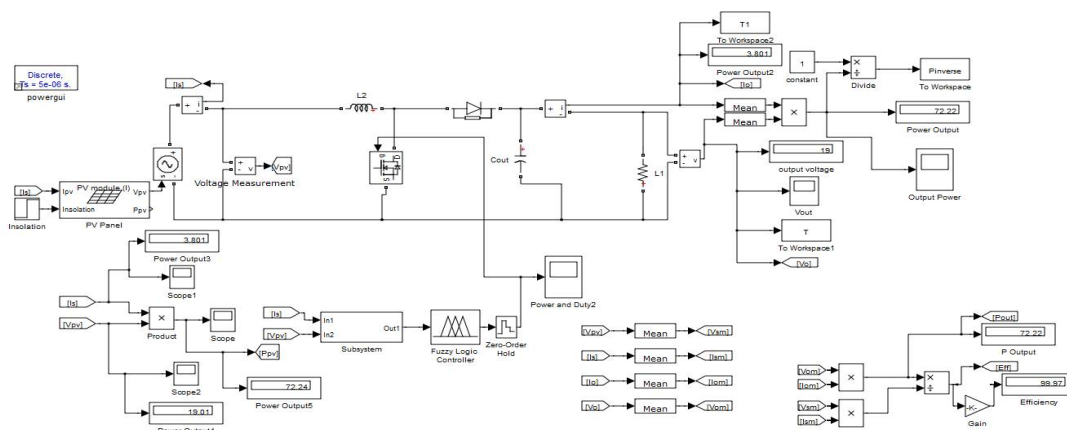 Discrete,
Ts = 5e-06 s.
powergui
[Is]
+ i
-
L2
T1
To Workspace2
3.801
Power Output2
[Io]
1
constant
×
÷
Divide
Pinverse
To Workspace
Mean
Mean
×
72.22
Power Output
Output Power
19
output voltage
Vout
T
To Workspace1
[Vo]
+ i
-
Cout
L1
+
- v
g
D
S
+
- v
[Vpv]
Voltage Measurement
[Is]
Insolation
PV module (I)
Ipv
Insolation
Vpv
Ppv
PV Panel
s
3.801
Power Output3
Scope1
[Is]
[Vpv]
×
Product
Scope
[Ppv]
Scope2
72.24
Power Output5
19.01
[Is]
[Vpv]
In1
In2
Out1
Subsystem
Fuzzy Logic
Controller
Zero-Order
Hold
Power and Duty2
[Vpv]
Mean
[Vsm]
[Is]
Mean
[Ism]
[Io]
Mean
[Iom]
[Vo]
Mean
[Vom]
[Vom]
[Iom]
×
[Vsm]
[Ism]
×
×
÷
[Pout]
72.22
P Output
[Eff]
99.97
Efficiency
-K-
Gain